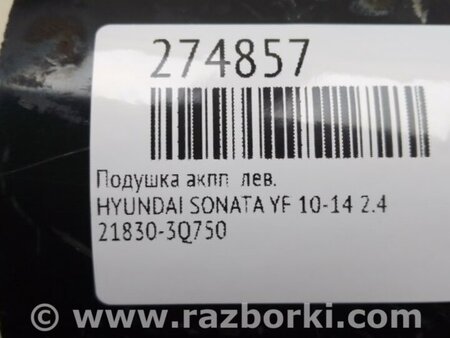 274857
Подушка акпп лев.
HYUNDAI SONATA YF 10-14 2.4
21830-3Q750
© www.razborki.com